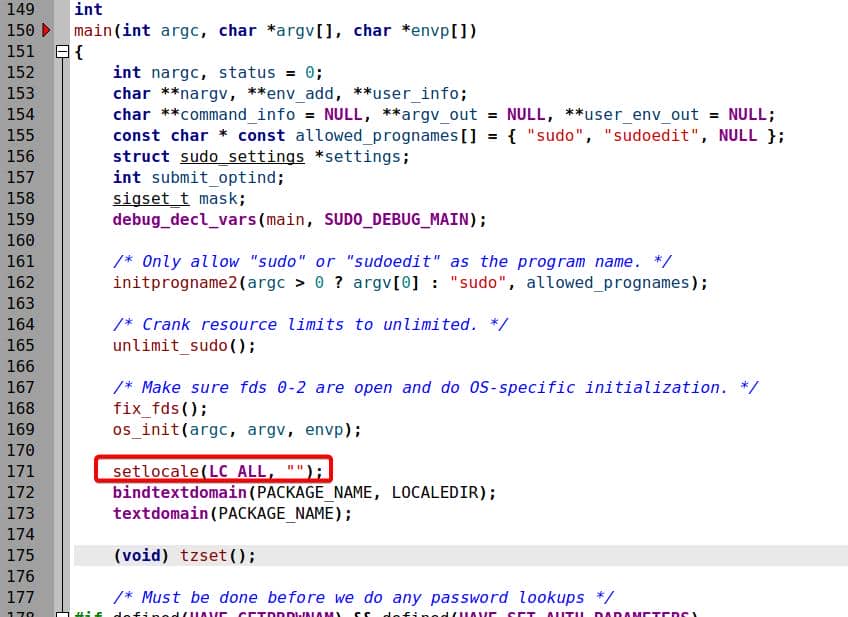 149 int
150 main(int argc, char *argv[], char *envp[])
151 {
152 int nargc, status = 0;
153 char **nargv, **env_add, **user_info;
154 char **command_info = NULL, **argv_out = NULL, **user_env_out = NULL;
155 const char * const allowed_prognames[] = { "sudo", "sudoedit", NULL };
156 struct sudo_settings *settings;
157 int submit_optind;
158 sigset_t mask;
159 debug_decl_vars(main, SUDO_DEBUG_MAIN);
160
161 /* Only allow "sudo" or "sudoedit" as the program name. */
162 initprogname2(argc > 0 ? argv[0] : "sudo", allowed_prognames);
163
164 /* Crank resource limits to unlimited. */
165 unlimit_sudo();
166
167 /* Make sure fds 0-2 are open and do OS-specific initialization. */
168 fix_fds();
169 os_init(argc, argv, envp);
170
171 setlocale(LC_ALL, "");
172 bindtextdomain(PACKAGE_NAME, LOCALEDIR);
173 textdomain(PACKAGE_NAME);
174
175 (void) tzset();
176
177 /* Must be done before we do any password lookups */
178 #if defined(HAVE_GETPRPWNAM) && defined(HAVE_SET_AUTH_PARAMETERS)